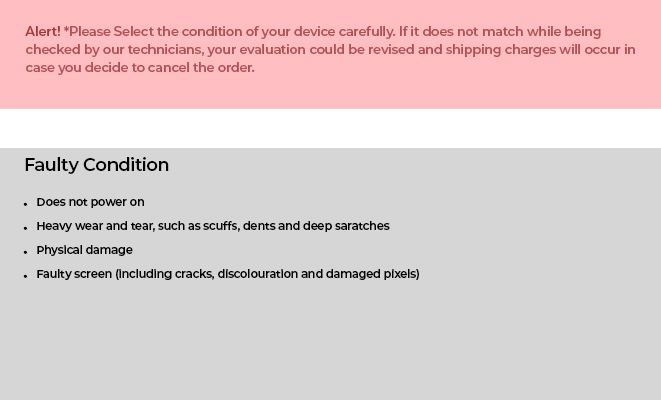 Alert! *Please Select the condition of your device carefully. If it does not match while being
checked by our technicians, your evaluation could be revised and shipping charges will occur in
case you decide to cancel the order.
Faulty Condition
• Does not power on
• Heavy wear and tear, such as scuffs, dents and deep saratches
• Physical damage
• Faulty screen (including cracks, discolouration and damaged pixels)